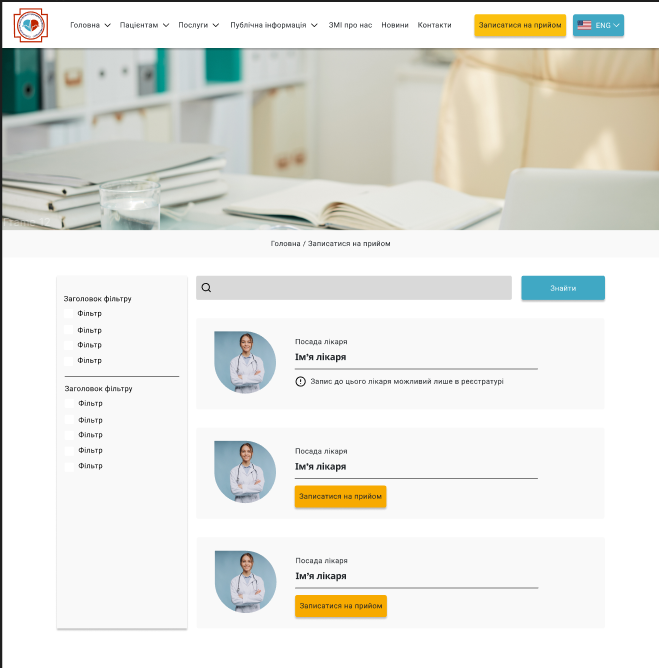 Головна Пацієнтам Послуги Публічна інформація ЗМІ про нас Новини Контакти Записатися на прийом ENG
Головна / Записатися на прийом
Знайти
Заголовок фільтру
Фільтр
Фільтр
Фільтр
Фільтр
Заголовок фільтру
Фільтр
Фільтр
Фільтр
Фільтр
Фільтр
Посада лікаря
Ім'я лікаря
Запис до цього лікаря можливий лише в реєстратурі
Посада лікаря
Ім'я лікаря
Записатися на прийом
Посада лікаря
Ім'я лікаря
Записатися на прийом